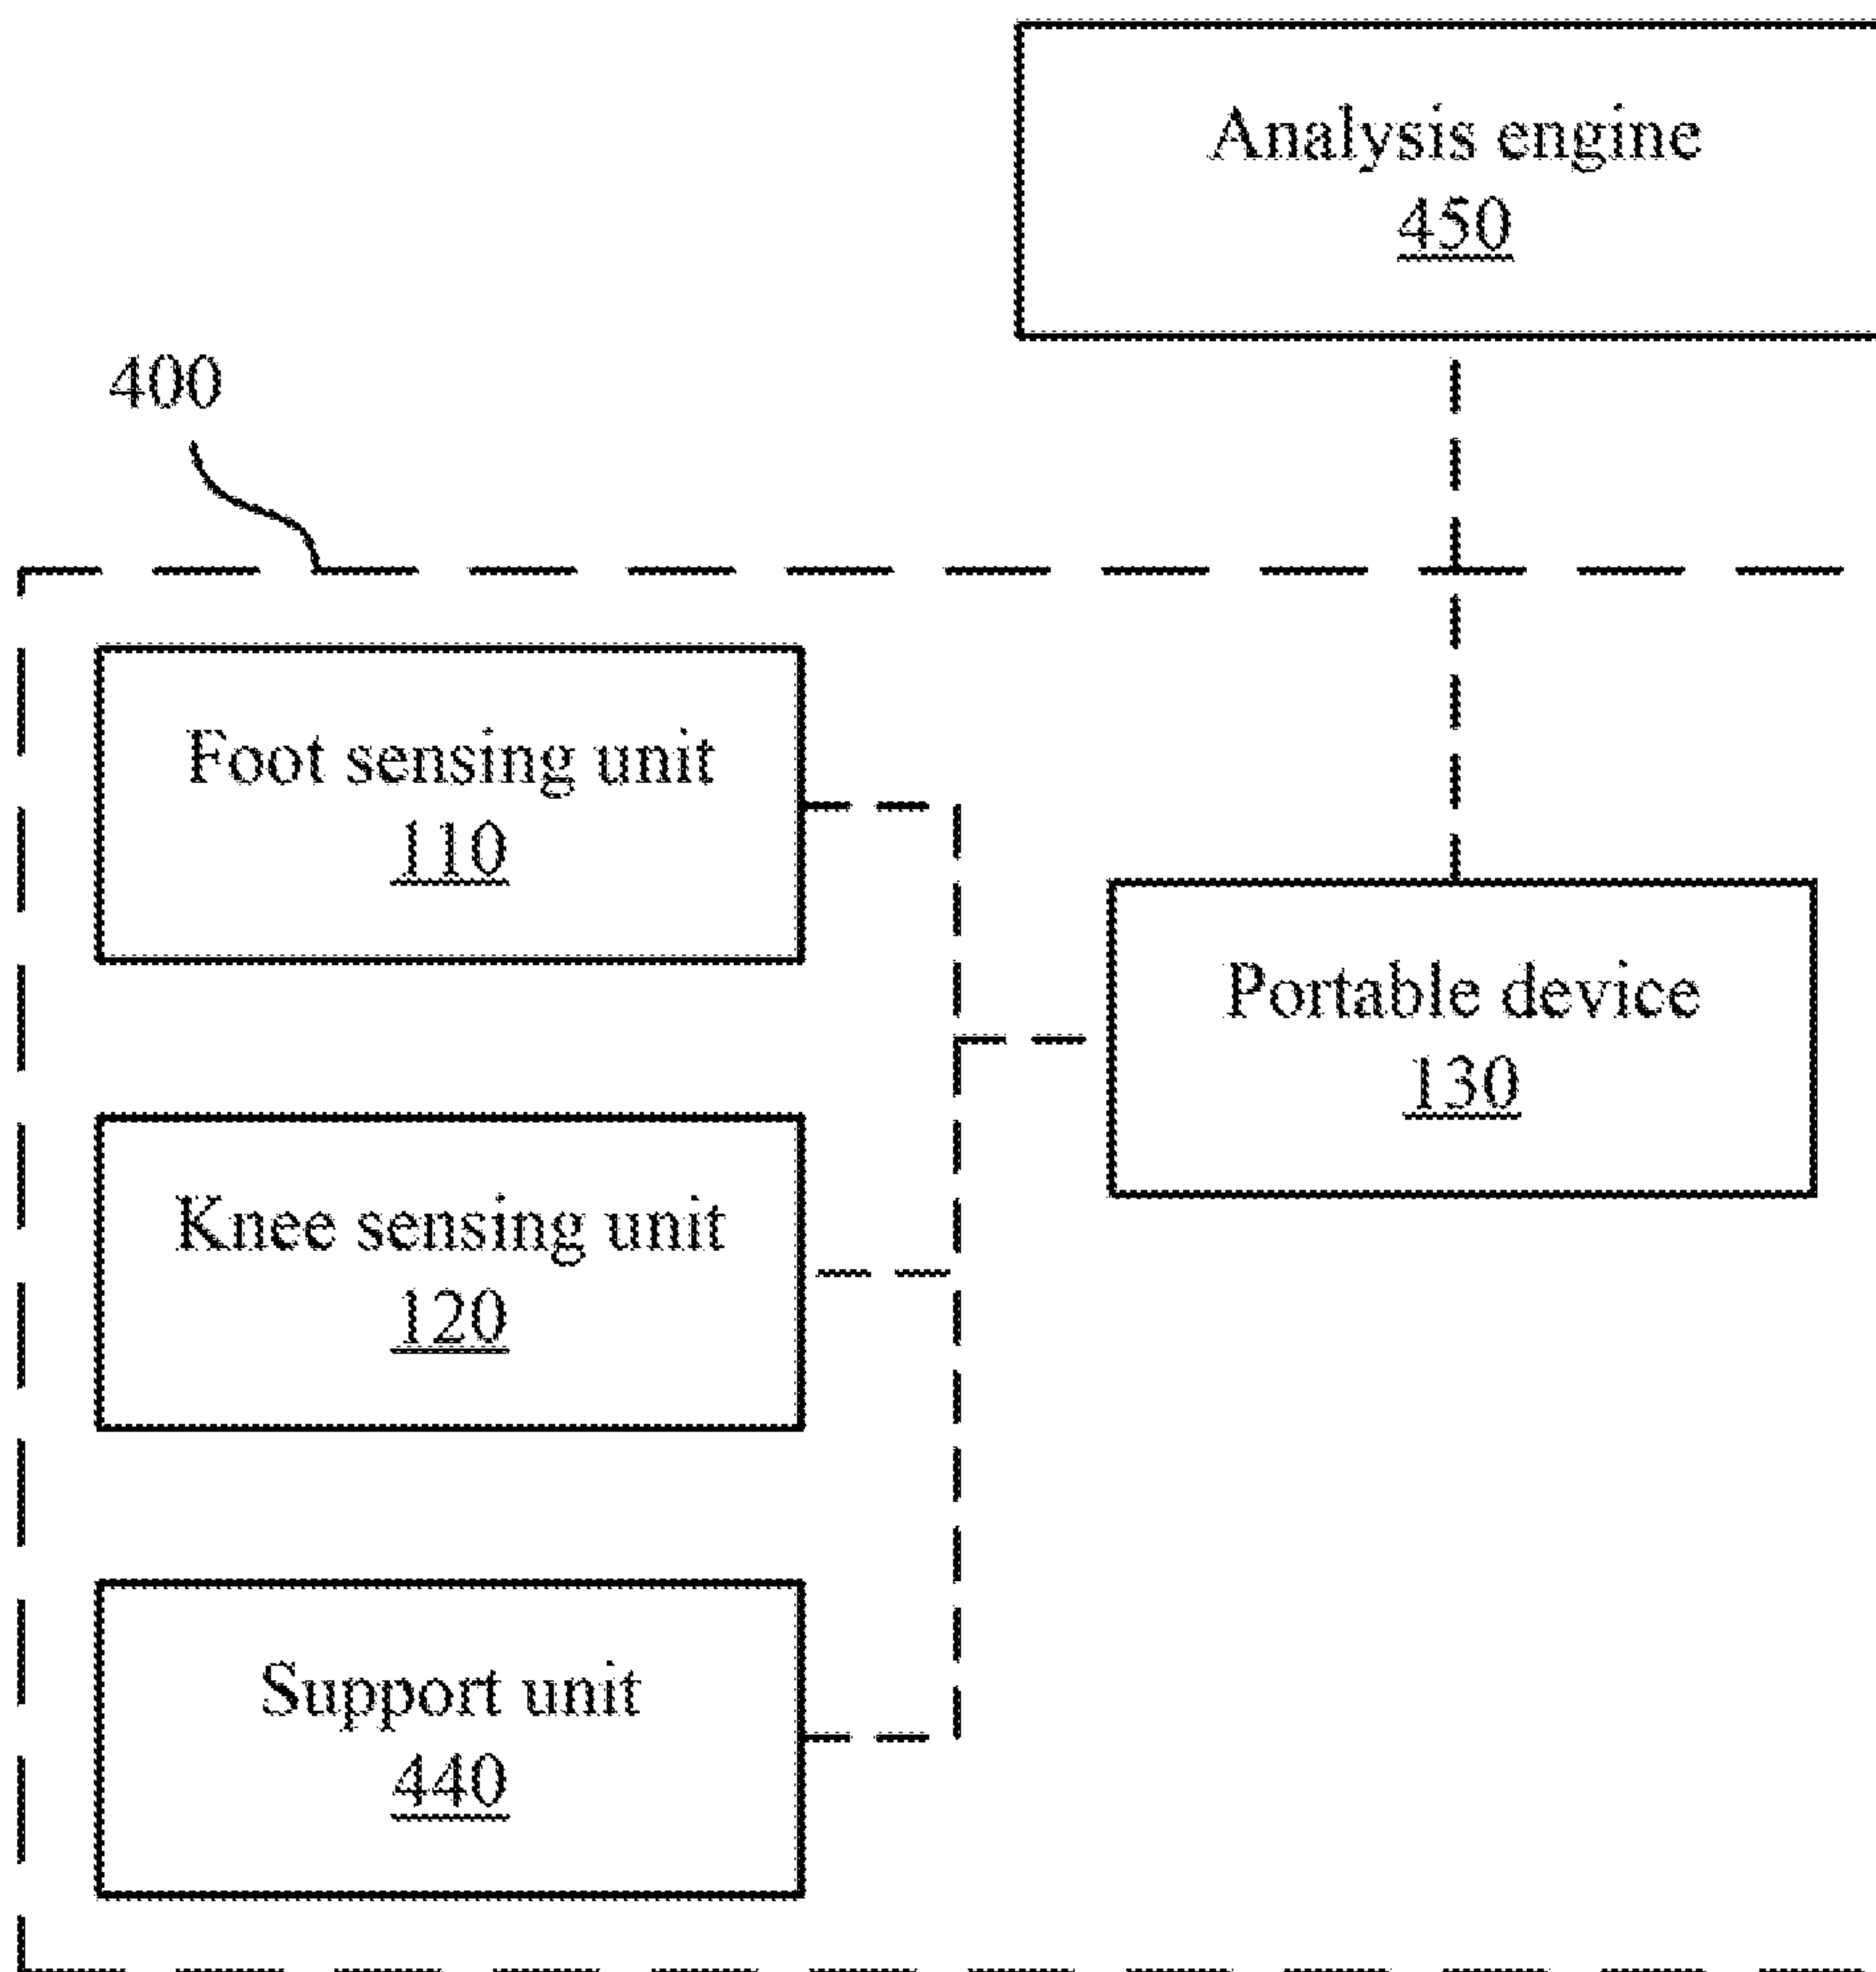 Analysis engine
450
400
Foot sensing unit
110
Portable device
130
Knee sensing unit
120
Support unit
440